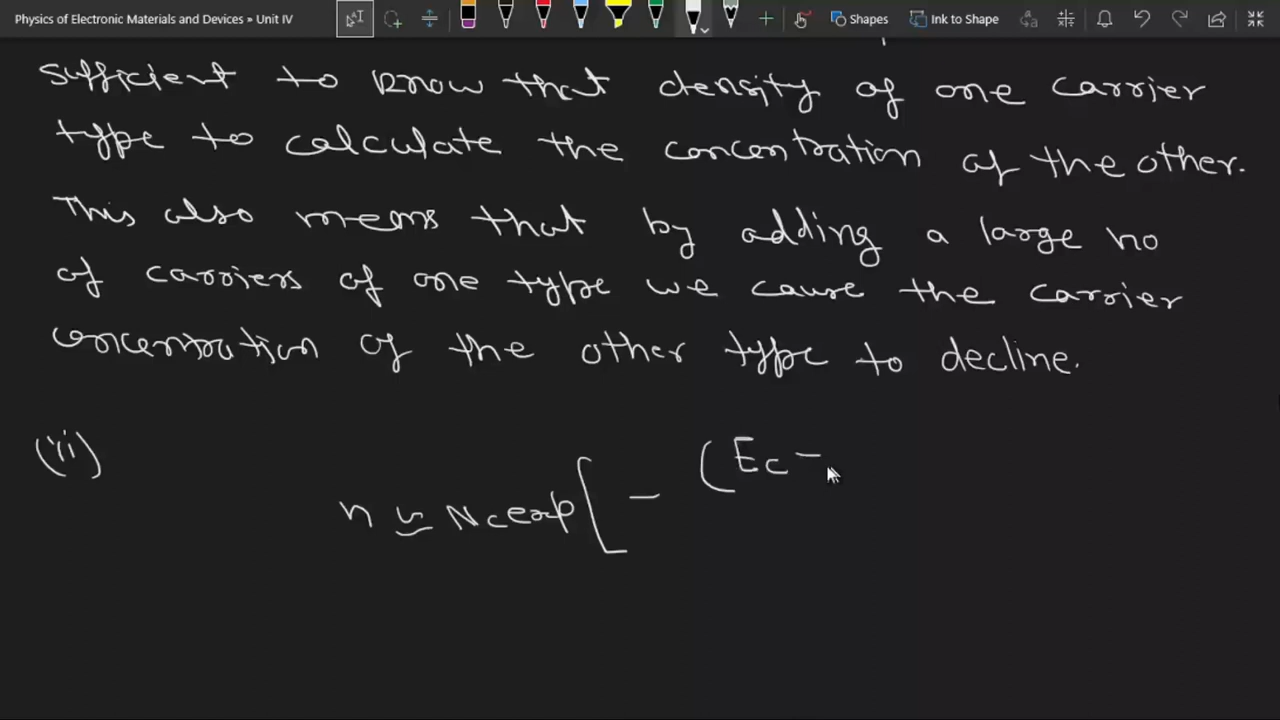 Physics of Electronic Materials and Devices » Unit IV
Shapes
Ink to Shape
sufficient to know that density of one carrier
type to calculate the concentration of the other.
This also means that by adding a large no
of carriers of one type we cause the carrier
concentration of the other type to decline.
(ii)
n ≃ Nc exp[ - (Ec -